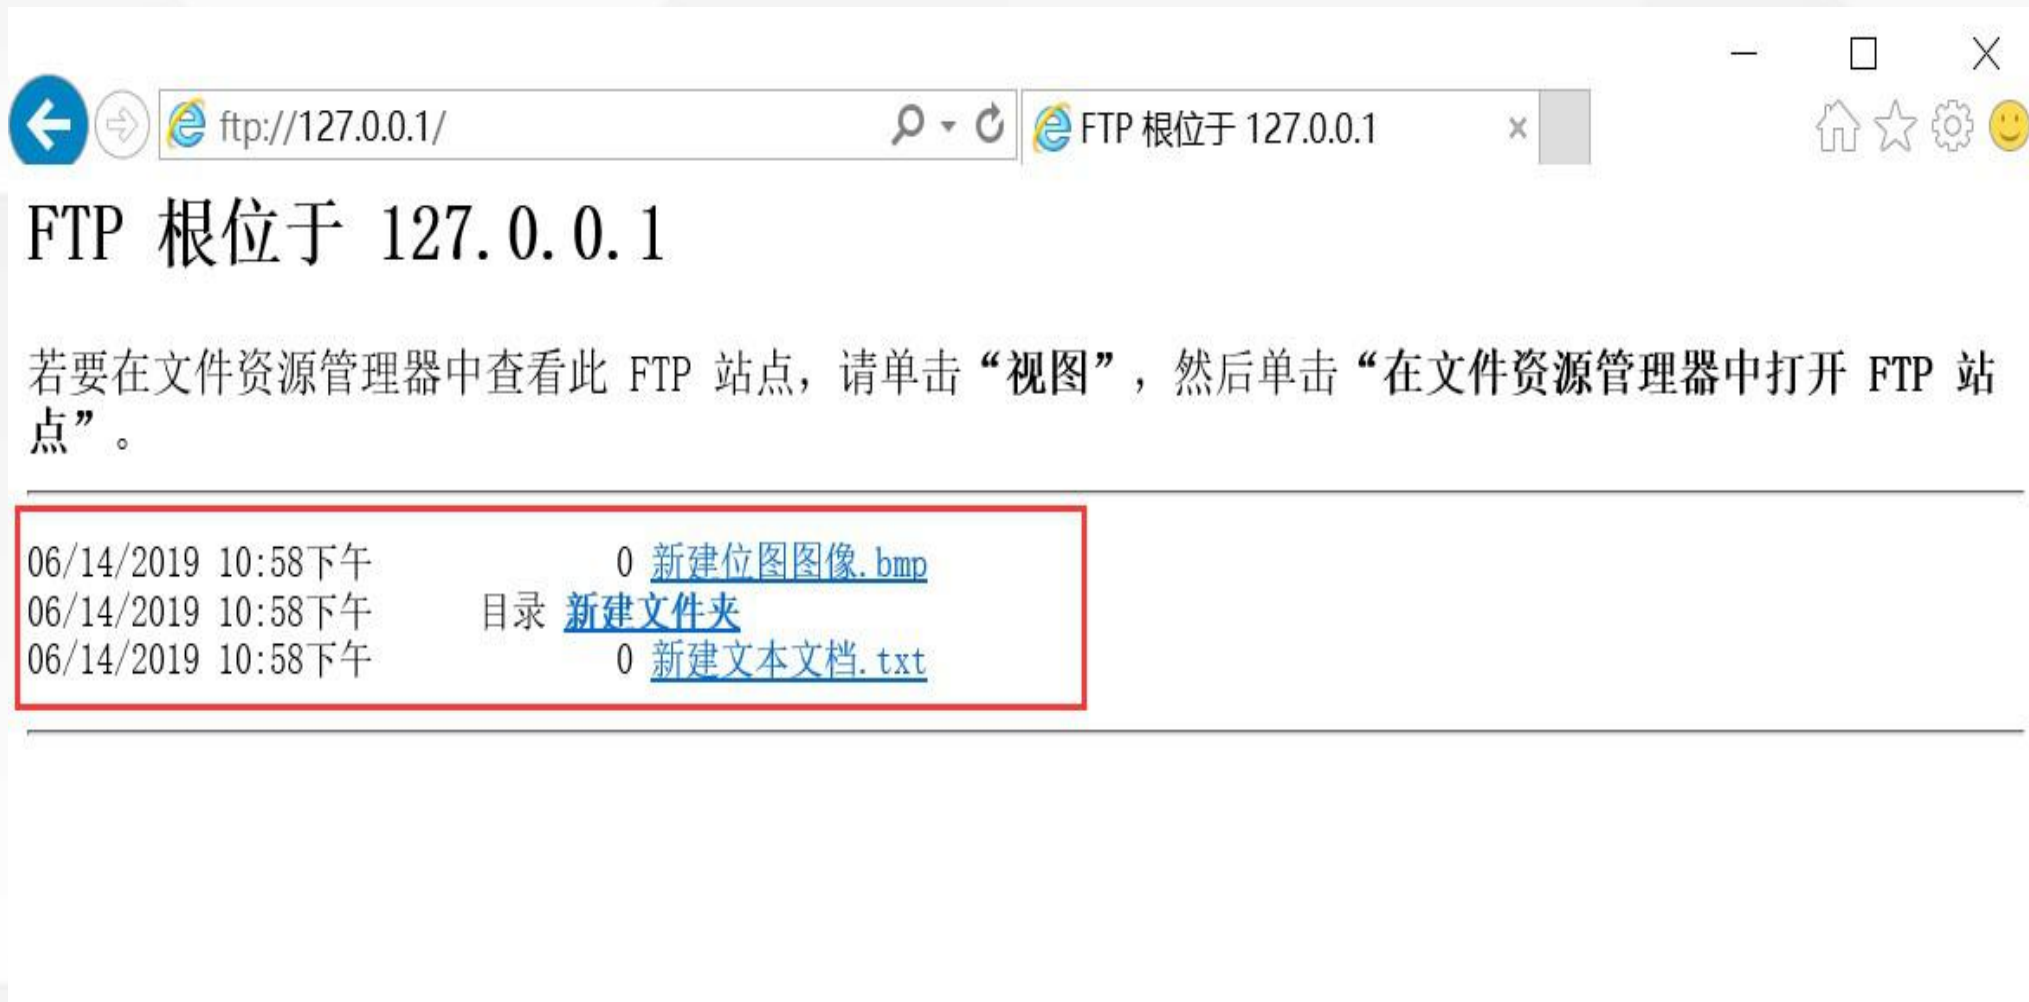 ftp://127.0.0.1/
FTP 根位于 127.0.0.1
FTP 根位于 127.0.0.1
若要在文件资源管理器中查看此 FTP 站点，请单击“视图”，然后单击“在文件资源管理器中打开 FTP 站
点”。
06/14/2019 10:58下午 0 新建位图图像.bmp
06/14/2019 10:58下午 目录 新建文件夹
06/14/2019 10:58下午 0 新建文本文档.txt